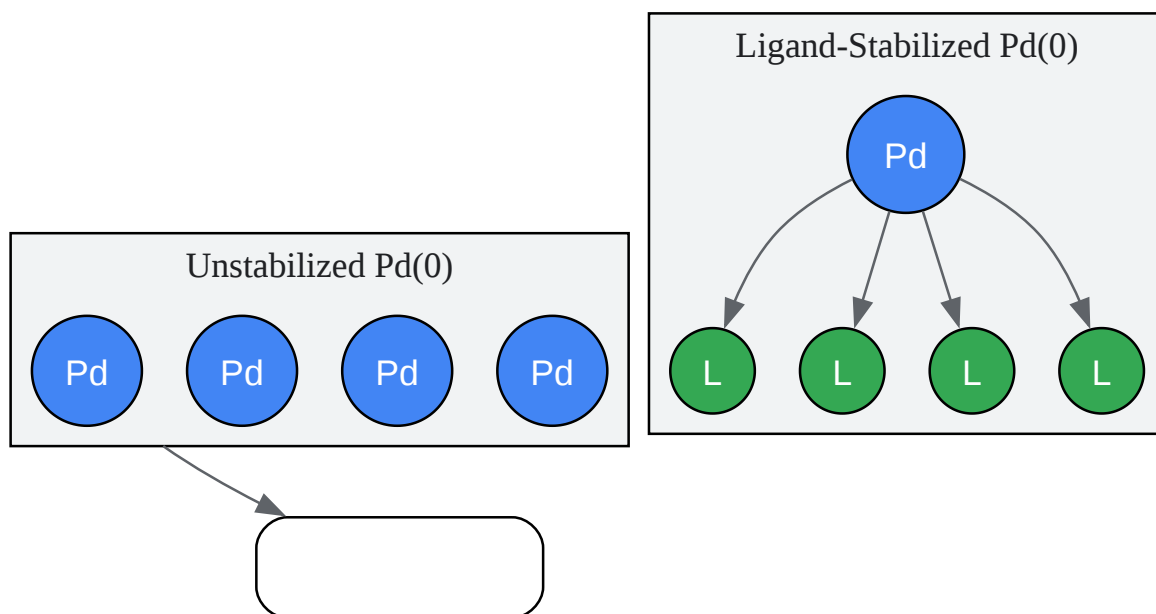 Ligand-Stabilized Pd(0)
Pd
Unstabilized Pd(0)
Pd Pd Pd Pd
L L L L